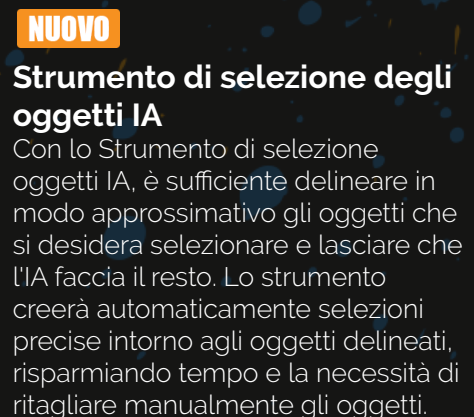 NUOVO
Strumento di selezione degli
oggetti IA
Con lo Strumento di selezione
oggetti IA, è sufficiente delineare in
modo approssimativo gli oggetti che
si desidera selezionare e lasciare che
l'IA faccia il resto. Lo strumento
creerà automaticamente selezioni
precise intorno agli oggetti delineati,
risparmiando tempo e la necessità di
ritagliare manualmente gli oggetti.